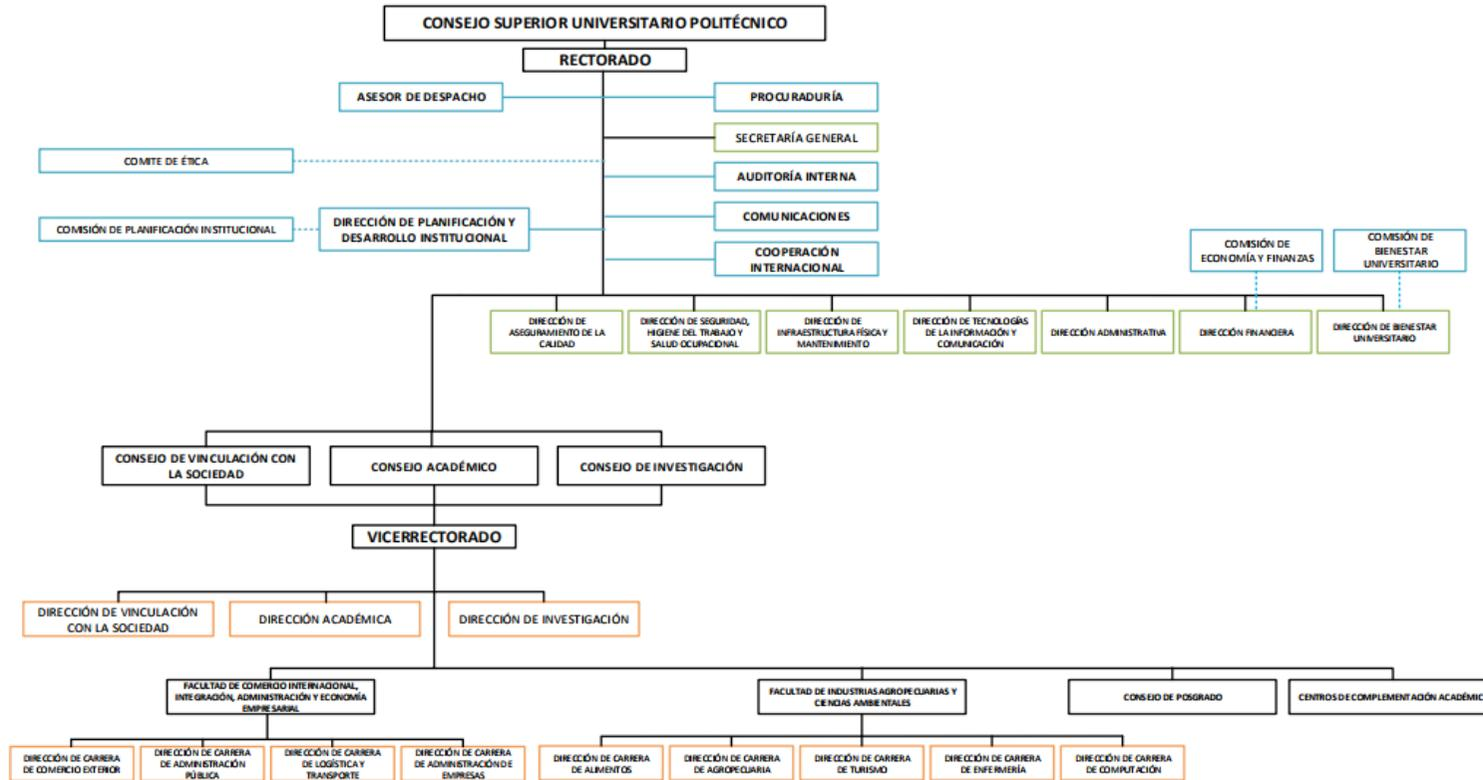 CONSEJO SUPERIOR UNIVERSITARIO POLITÉCNICO
RECTORADO
ASESOR DE DESPACHO
PROCURADURÍA
SECRETARÍA GENERAL
COMITE DE ÉTICA
AUDITORÍA INTERNA
COMISIÓN DE PLANIFICACIÓN INSTITUCIONAL
DIRECCIÓN DE PLANIFICACIÓN Y
DESARROLLO INSTITUCIONAL
COMUNICACIONES
COOPERACIÓN
INTERNACIONAL
COMISIÓN DE
ECONOMÍA Y FINANZAS
COMISIÓN DE
BIENESTAR
UNIVERSITARIO
DIRECCIÓN DE
ASEGURAMIENTO DE LA
CALIDAD
DIRECCIÓN DE SEGURIDAD,
HIGIENE DEL TRABAJO Y
SALUD OCUPACIONAL
DIRECCIÓN DE
INFRAESTRUCTURA FÍSICA Y
MANTENIMIENTO
DIRECCIÓN DE TECNOLOGÍAS
DE LA INFORMACIÓN Y
COMUNICACIÓN
DIRECCIÓN ADMINISTRATIVA
DIRECCIÓN FINANCIERA
DIRECCIÓN DE BIENESTAR
UNIVERSITARIO
CONSEJO DE VINCULACIÓN CON
LA SOCIEDAD
CONSEJO ACADÉMICO
CONSEJO DE INVESTIGACIÓN
VICERRECTORADO
DIRECCIÓN DE VINCULACIÓN
CON LA SOCIEDAD
DIRECCIÓN ACADÉMICA
DIRECCIÓN DE INVESTIGACIÓN
FACULTAD DE COMERCIO INTERNACIONAL,
INTEGRACIÓN, ADMINISTRACIÓN Y ECONOMÍA
EMPRESARIAL
FACULTAD DE INDUSTRIAS AGROPECUARIAS Y
CIENCIAS AMBIENTALES
CONSEJO DE POSGRADO
CENTROS DE COMPLEMENTACIÓN ACADÉMIC
DIRECCIÓN DE CARRERA
DE COMERCIO EXTERIOR
DIRECCIÓN DE CARRERA
DE ADMINISTRACIÓN
PÚBLICA
DIRECCIÓN DE CARRERA
DE LOGÍSTICA Y
TRANSPORTE
DIRECCIÓN DE CARRERA
DE ADMINISTRACIÓN DE
EMPRESAS
DIRECCIÓN DE CARRERA
DE ALIMENTOS
DIRECCIÓN DE CARRERA
DE AGROPECUARIA
DIRECCIÓN DE CARRERA
DE TURISMO
DIRECCIÓN DE CARRERA
DE ENFERMERÍA
DIRECCIÓN DE CARRERA
DE COMPUTACIÓN